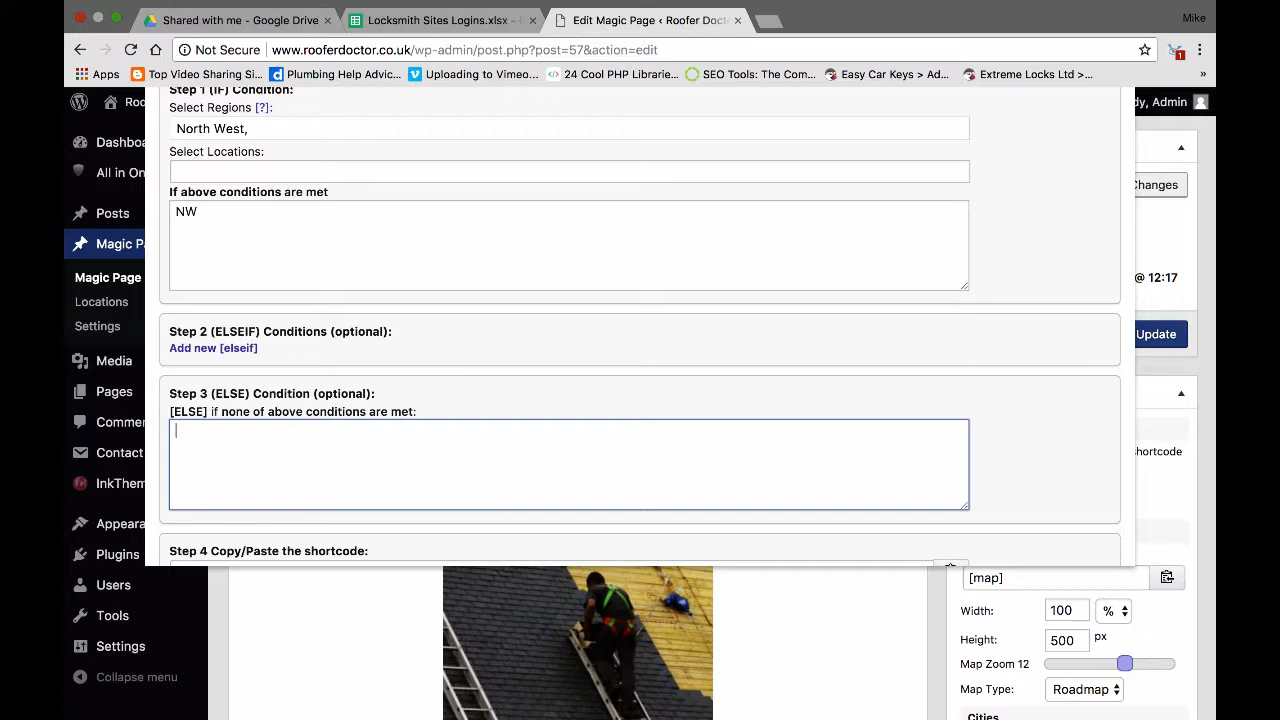 Shared with me - Google Drive
Locksmith Sites Logins.xlsx -
Edit Magic Page ‹ Roofer Doct
Mike
Not Secure
www.rooferdoctor.co.uk/wp-admin/post.php?post=57&action=edit
1
Apps
Top Video Sharing Si...
Plumbing Help Advic...
Uploading to Vimeo...
24 Cool PHP Librarie...
SEO Tools: The Com...
Easy Car Keys > Ad...
Extreme Locks Ltd >...
»
Roo
dy, Admin
Step 1 (IF) Condition:
Select Regions [?]:
North West,
Select Locations:
If above conditions are met
NW
Step 2 (ELSEIF) Conditions (optional):
Add new [elseif]
Step 3 (ELSE) Condition (optional):
[ELSE] if none of above conditions are met:
Step 4 Copy/Paste the shortcode:
Dashboa
All in On
Posts
Magic P
Magic Page
Locations
Settings
Media
Pages
Commer
Contact
InkThem
Appeara
Plugins
Users
Tools
Settings
Collapse menu
Changes
@ 12:17
Update
hortcode
[map]
Width:
100
%
Height:
500
px
Map Zoom 12
Map Type:
Roadmap
Cities